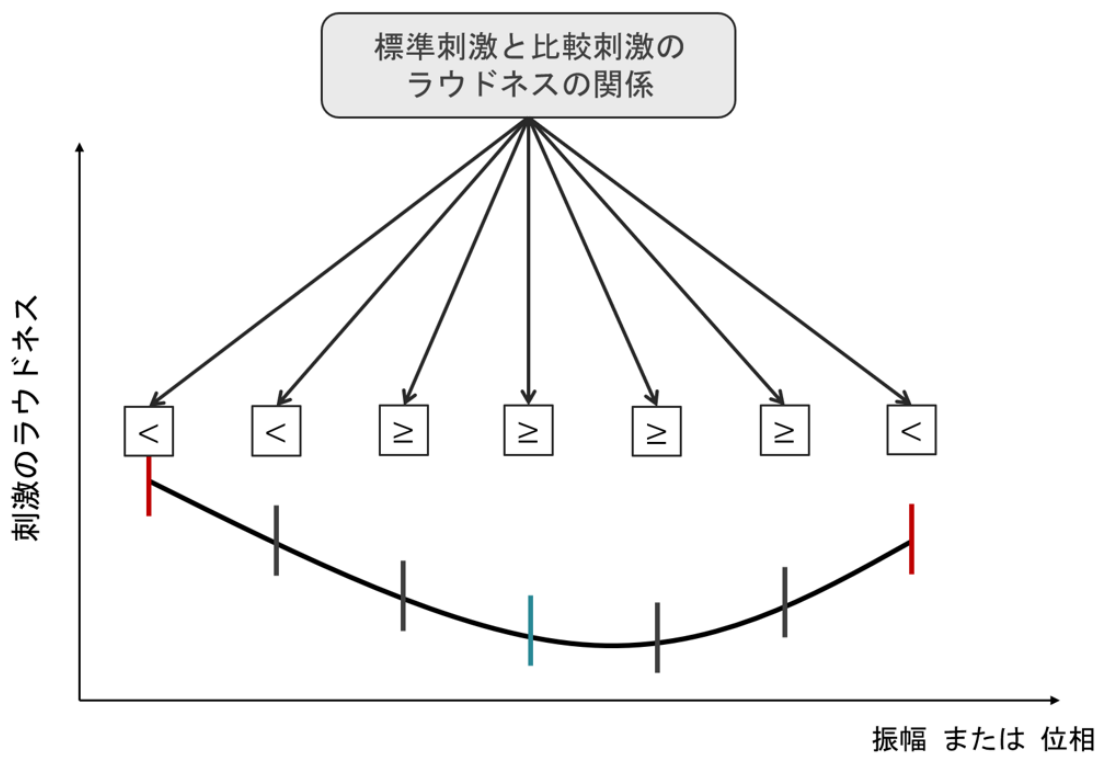 標準刺激と比較刺激の
ラウドネスの関係
刺激のラウドネス
< < ≥ ≥ ≥ ≥ <
振幅 または 位相